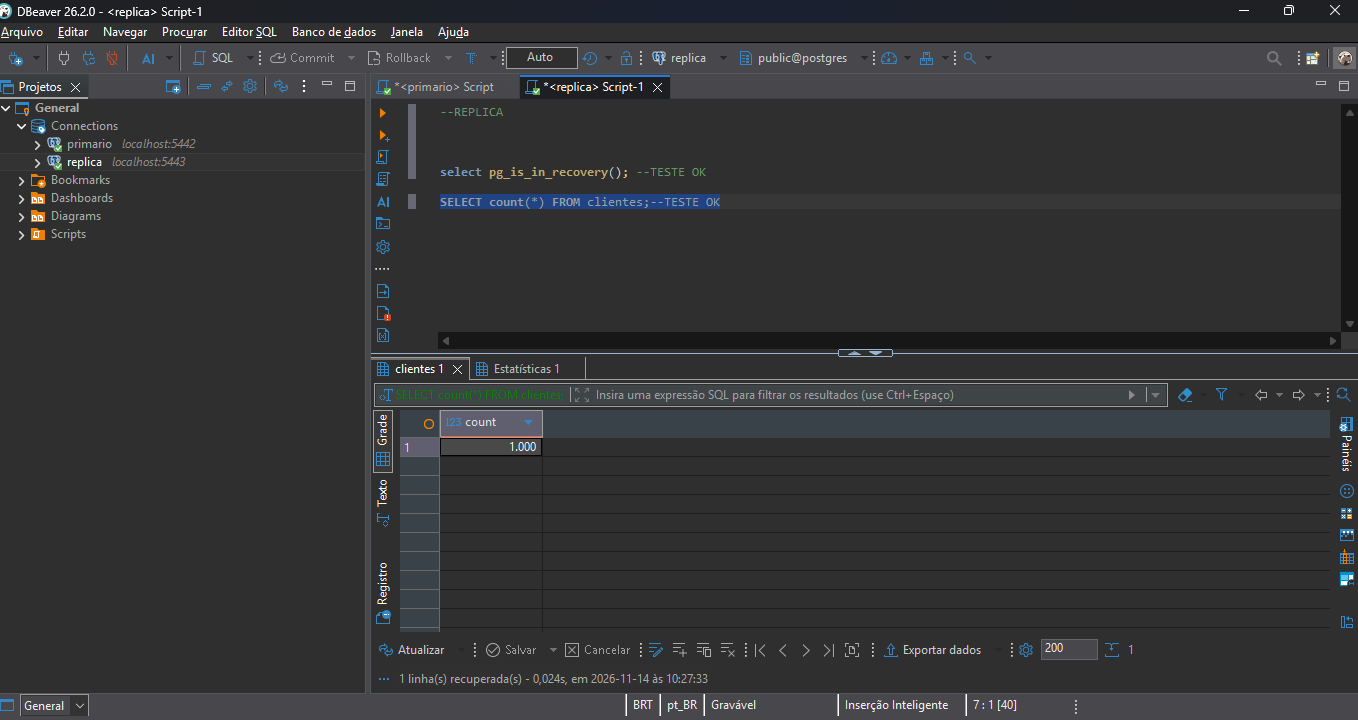 DBeaver 26.2.0 - <replica> Script-1
Arquivo Editar Navegar Procurar Editor SQL Banco de dados Janela Ajuda
AI SQL Commit Rollback T Auto replica public@postgres
Projetos
*<primario> Script
*<replica> Script-1
General
Connections
primario localhost:5442
replica localhost:5443
Bookmarks
Dashboards
Diagrams
Scripts
AI
--REPLICA
select pg_is_in_recovery(); --TESTE OK
SELECT count(*) FROM clientes;--TESTE OK
clientes 1
Estatísticas 1
SELECT count(*) FROM clientes
Insira uma expressão SQL para filtrar os resultados (use Ctrl+Espaço)
Grade
Texto
Registro
123 count
1 1.000
Painéis
Atualizar Salvar Cancelar Exportar dados 200 1
1 linha(s) recuperada(s) - 0,024s, em 2026-11-14 às 10:27:33
General BRT pt_BR Gravável Inserção Inteligente 7 : 1 [40]